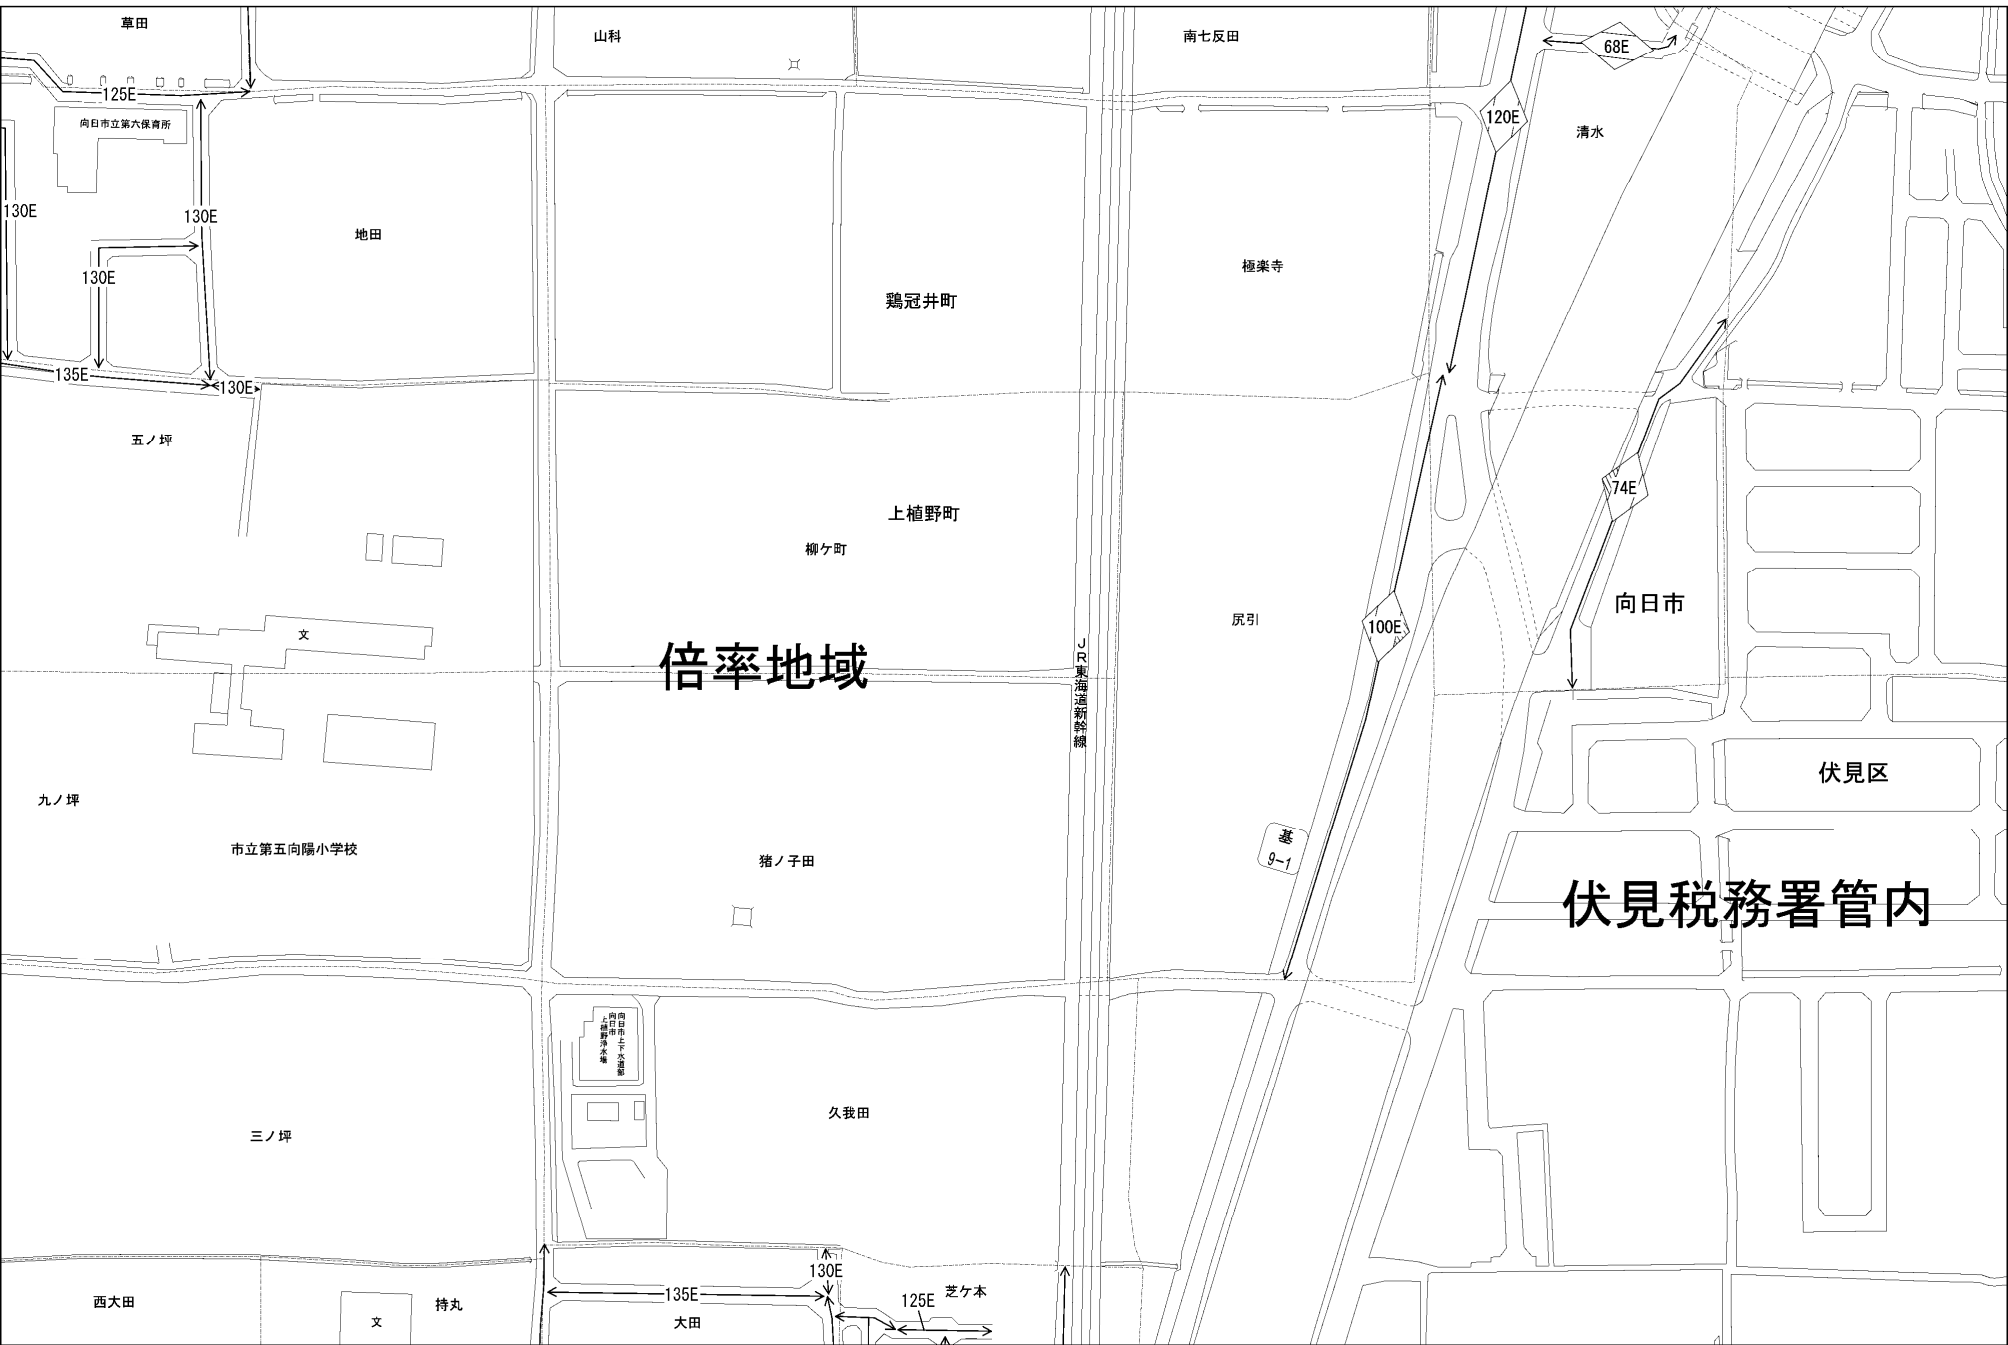 草田
山科
南七反田
68E
125E
120E
向日市立第六保育所
清水
130E
130E
地田
極楽寺
130E
鶏冠井町
135E
130E
五ノ坪
74E
上植野町
柳ケ町
向日市
尻引
100E
文
倍率地域
JR東海道新幹線
伏見区
九ノ坪
基
9-1
市立第五向陽小学校
猪ノ子田
伏見税務署管内
向日市上下水道部
向日市
上植野浄水場
久我田
三ノ坪
130E
西大田
持丸
135E
芝ケ本
125E
文
大田